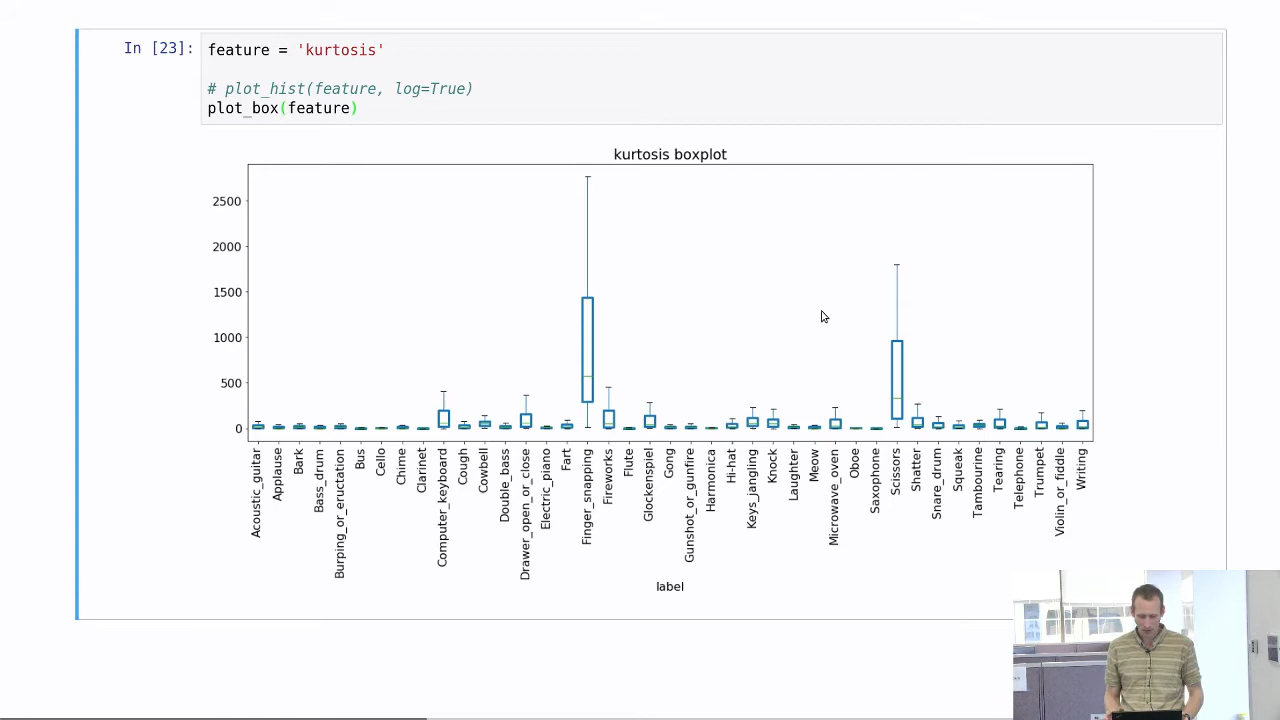 In [23]:
feature = 'kurtosis'
# plot_hist(feature, log=True)
plot_box(feature)
kurtosis boxplot
2500
2000
1500
1000
500
0
Acoustic_guitar
Applause
Bark
Bass_drum
Burping_or_eructation
Bus
Cello
Chime
Clarinet
Computer_keyboard
Cough
Cowbell
Double_bass
Drawer_open_or_close
Electric_piano
Fart
Finger_snapping
Fireworks
Flute
Glockenspiel
Gong
Gunshot_or_gunfire
Harmonica
Hi-hat
Keys_jangling
Knock
Laughter
Meow
Microwave_oven
Oboe
Saxophone
Scissors
Shatter
Snare_drum
Squeak
Tambourine
Tearing
Telephone
Trumpet
Violin_or_fiddle
Writing
label